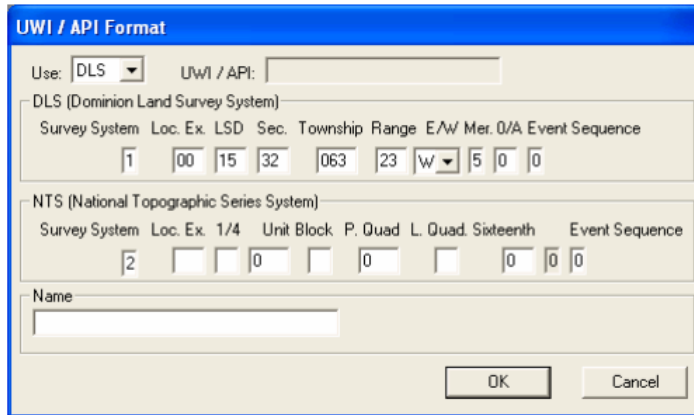 UWI / API Format
Use: DLS UWI / API:
DLS (Dominion Land Survey System)
Survey System Loc. Ex. LSD Sec. Township Range E/W Mer. 0/A Event Sequence
1 00 15 32 063 23 W 5 0 0
NTS (National Topographic Series System)
Survey System Loc. Ex. 1/4 Unit Block P. Quad L. Quad. Sixteenth Event Sequence
2 0 0 0 0 0
Name
OK Cancel